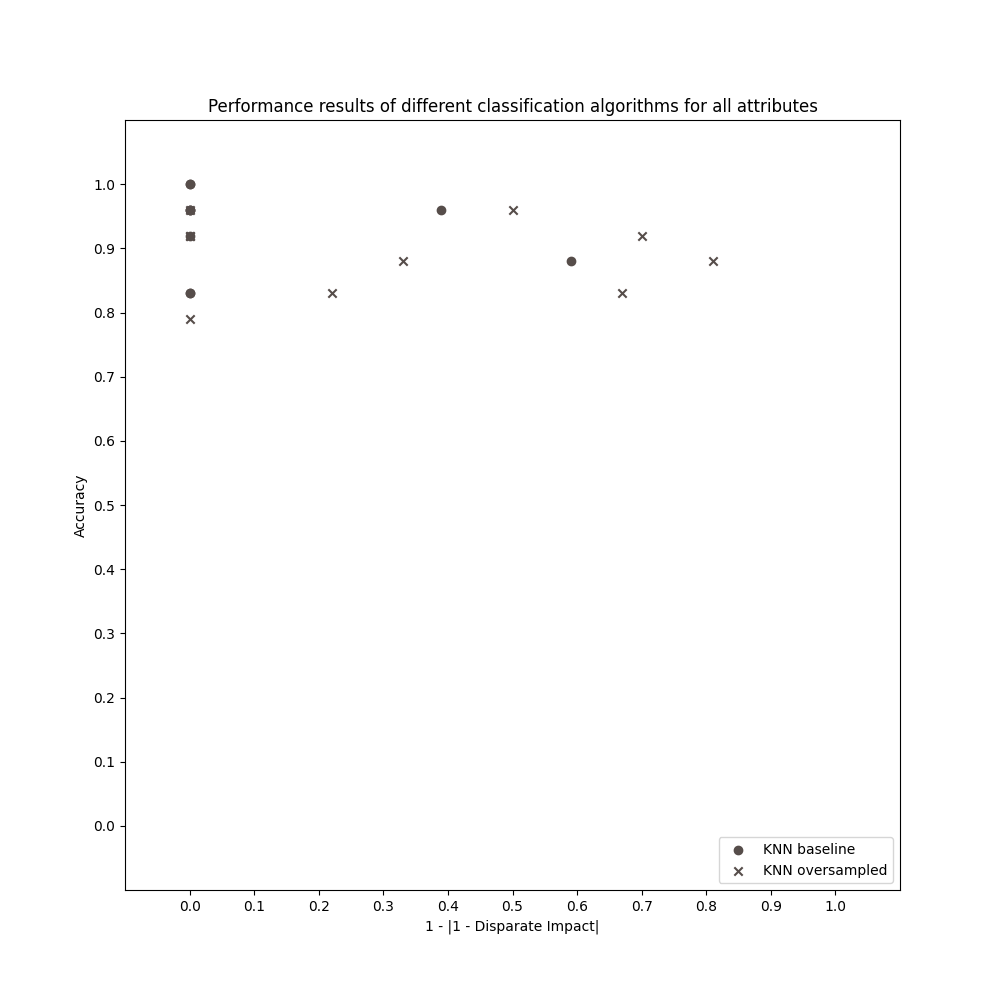 Performance results of different classification algorithms for all attributes
1.0
0.9
0.8
0.7
0.6
0.5
0.4
0.3
0.2
0.1
0.0
Accuracy
KNN baseline
KNN oversampled
0.0 0.1 0.2 0.3 0.4 0.5 0.6 0.7 0.8 0.9 1.0
1 - |1 - Disparate Impact|